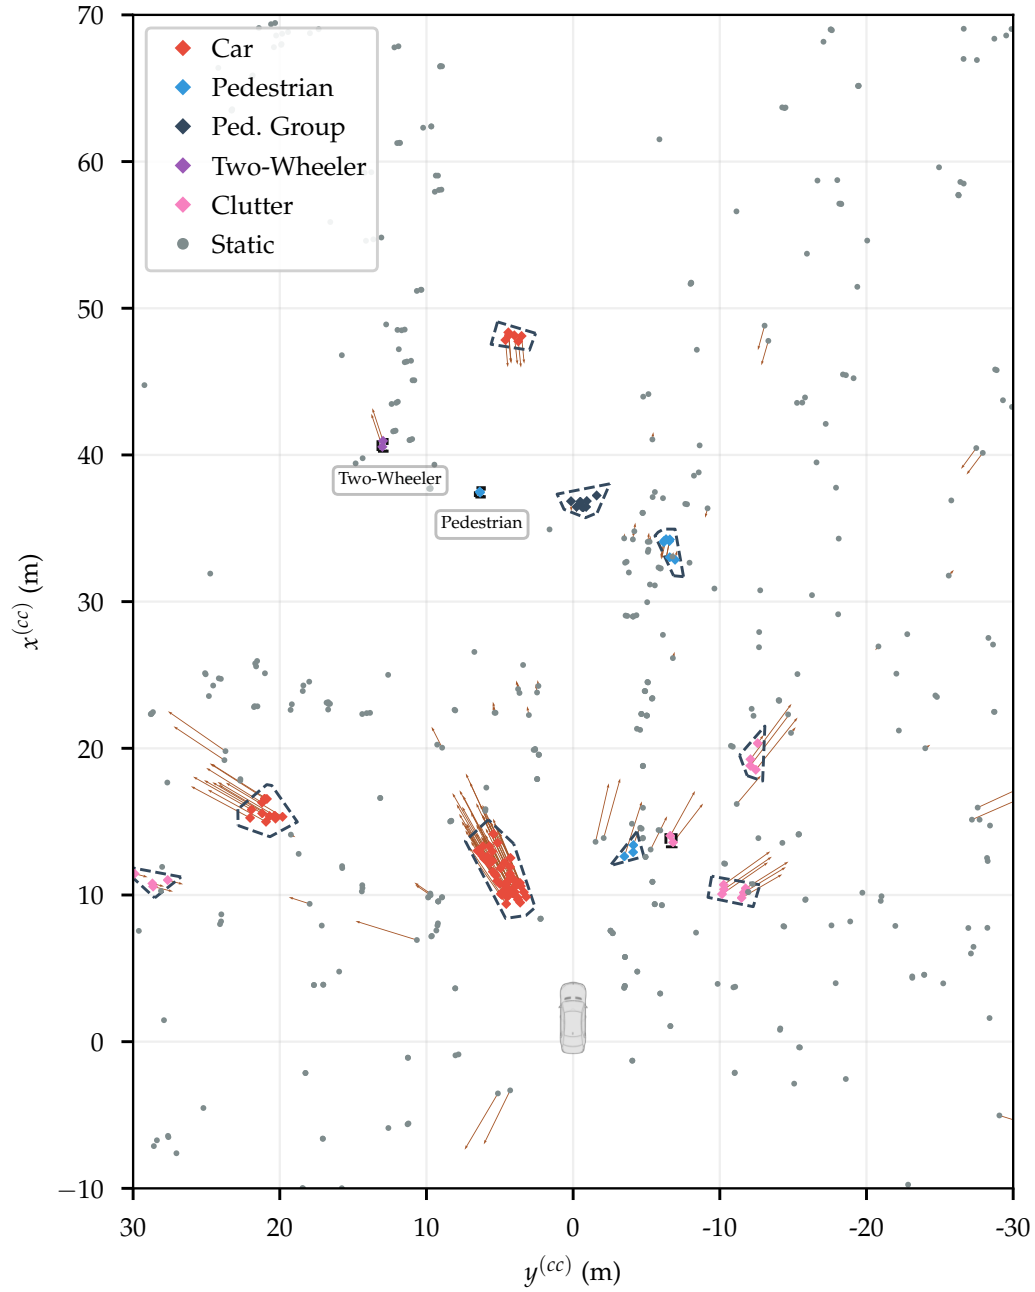 70
60
50
40
30
20
10
0
−10
x(cc) (m)
Car
Pedestrian
Ped. Group
Two-Wheeler
Clutter
Static
Two-Wheeler
Pedestrian
30
20
10
0
-10
-20
-30
y(cc) (m)